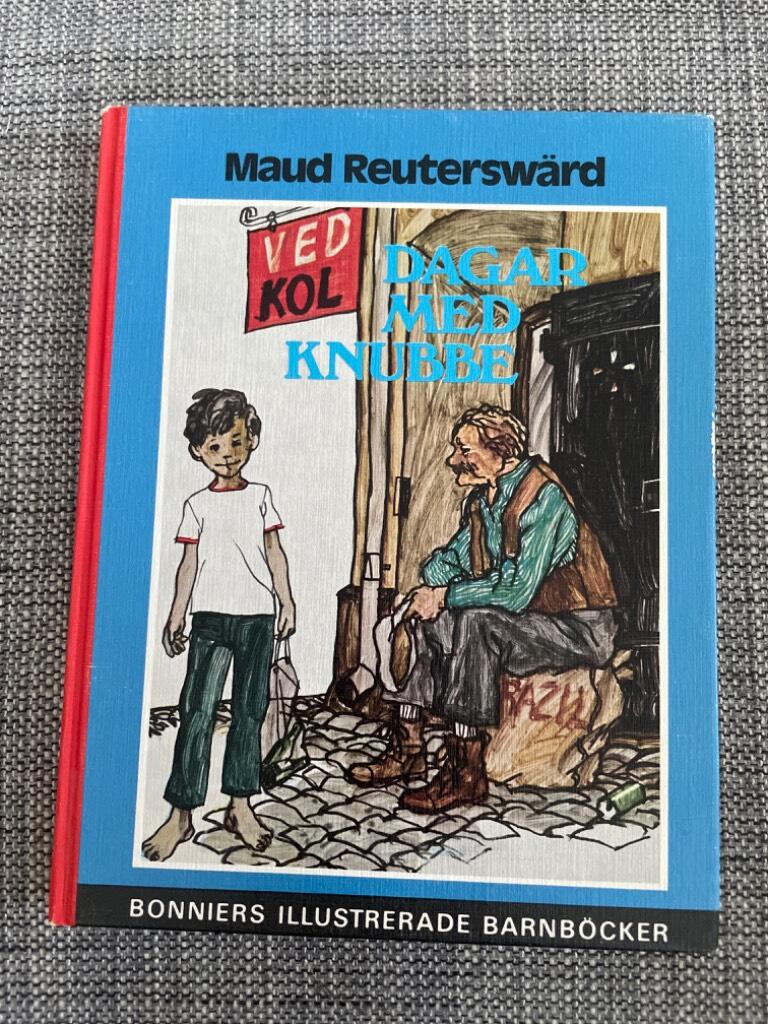 Maud Reuterswärd
VED
KOL
DAGAR
MED
KNUBBE
BONNIERS ILLUSTRERADE BARNBÖCKER